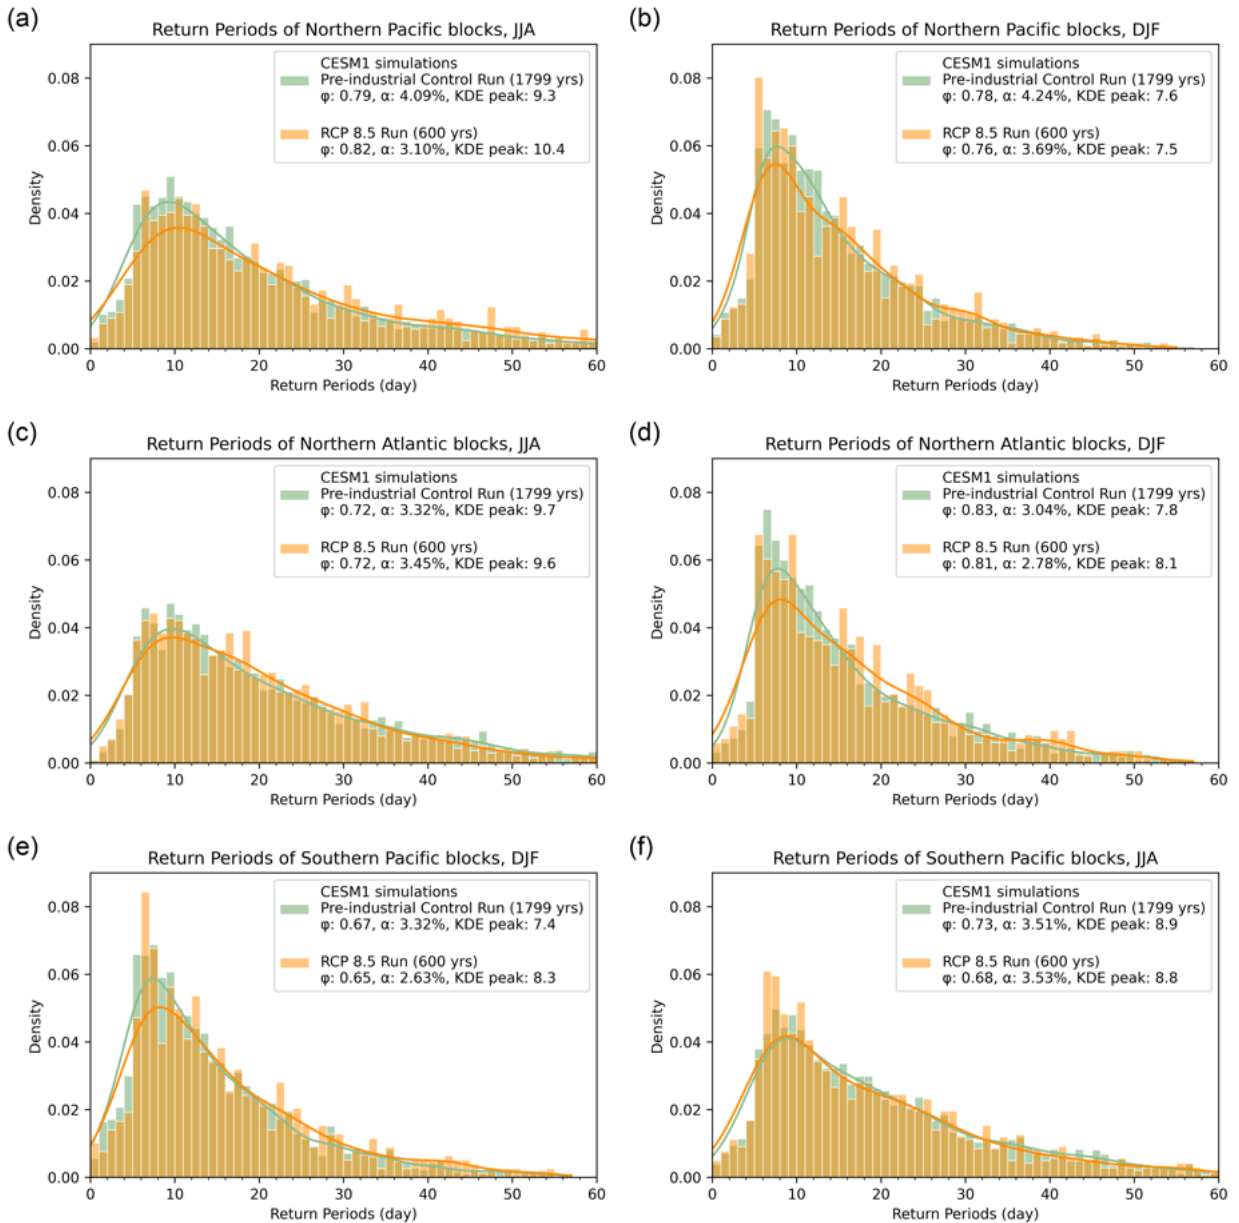 (a)
Return Periods of Northern Pacific blocks, JJA
CESM1 simulations
Pre-industrial Control Run (1799 yrs)
φ: 0.79, α: 4.09%, KDE peak: 9.3
RCP 8.5 Run (600 yrs)
φ: 0.82, α: 3.10%, KDE peak: 10.4
Density
0.08
0.06
0.04
0.02
0.00
0 10 20 30 40 50 60
Return Periods (day)
(b)
Return Periods of Northern Pacific blocks, DJF
CESM1 simulations
Pre-industrial Control Run (1799 yrs)
φ: 0.78, α: 4.24%, KDE peak: 7.6
RCP 8.5 Run (600 yrs)
φ: 0.76, α: 3.69%, KDE peak: 7.5
Density
0.08
0.06
0.04
0.02
0.00
0 10 20 30 40 50 60
Return Periods (day)
(c)
Return Periods of Northern Atlantic blocks, JJA
CESM1 simulations
Pre-industrial Control Run (1799 yrs)
φ: 0.72, α: 3.32%, KDE peak: 9.7
RCP 8.5 Run (600 yrs)
φ: 0.72, α: 3.45%, KDE peak: 9.6
Density
0.08
0.06
0.04
0.02
0.00
0 10 20 30 40 50 60
Return Periods (day)
(d)
Return Periods of Northern Atlantic blocks, DJF
CESM1 simulations
Pre-industrial Control Run (1799 yrs)
φ: 0.83, α: 3.04%, KDE peak: 7.8
RCP 8.5 Run (600 yrs)
φ: 0.81, α: 2.78%, KDE peak: 8.1
Density
0.08
0.06
0.04
0.02
0.00
0 10 20 30 40 50 60
Return Periods (day)
(e)
Return Periods of Southern Pacific blocks, DJF
CESM1 simulations
Pre-industrial Control Run (1799 yrs)
φ: 0.67, α: 3.32%, KDE peak: 7.4
RCP 8.5 Run (600 yrs)
φ: 0.65, α: 2.63%, KDE peak: 8.3
Density
0.08
0.06
0.04
0.02
0.00
0 10 20 30 40 50 60
Return Periods (day)
(f)
Return Periods of Southern Pacific blocks, JJA
CESM1 simulations
Pre-industrial Control Run (1799 yrs)
φ: 0.73, α: 3.51%, KDE peak: 8.9
RCP 8.5 Run (600 yrs)
φ: 0.68, α: 3.53%, KDE peak: 8.8
Density
0.08
0.06
0.04
0.02
0.00
0 10 20 30 40 50 60
Return Periods (day)